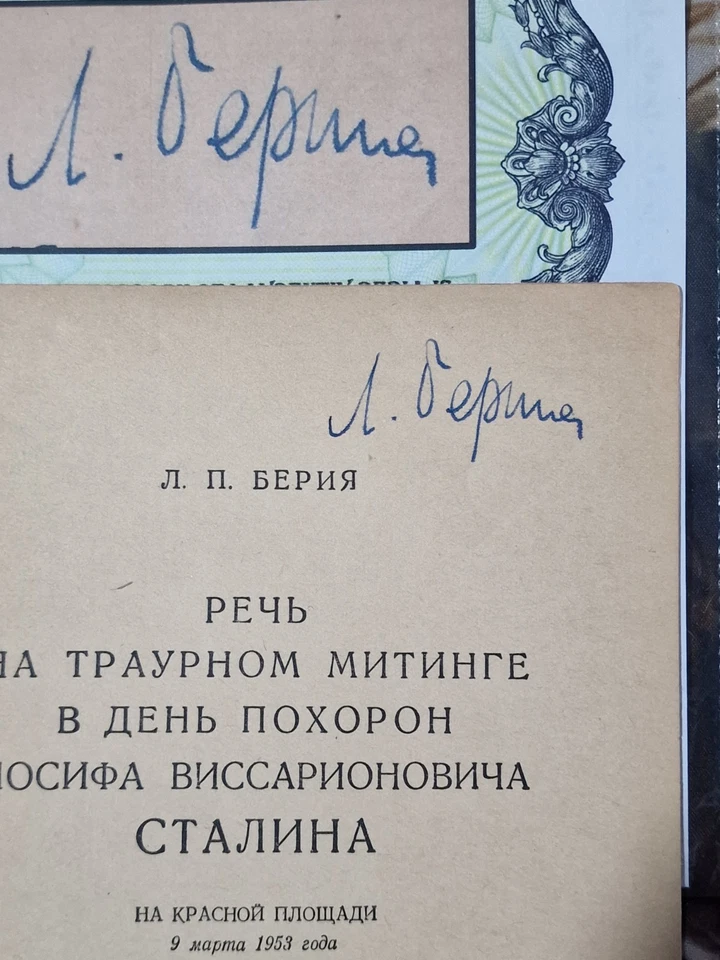 Л. Берия
Л. Берия
Л. П. БЕРИЯ
РЕЧЬ
НА ТРАУРНОМ МИТИНГЕ
В ДЕНЬ ПОХОРОН
ИОСИФА ВИССАРИОНОВИЧА
СТАЛИНА
НА КРАСНОЙ ПЛОЩАДИ
9 марта 1953 года